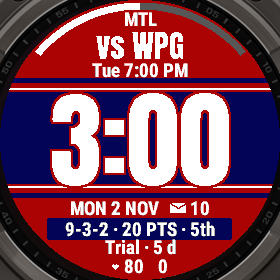 MTL
vs WPG
Tue 7:00 PM
3:00
MON 2 NOV 10
9-3-2 · 20 PTS · 5th
Trial · 5 d
80 0